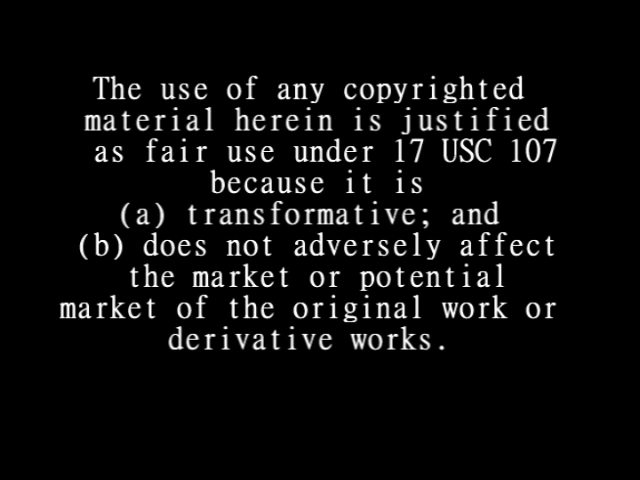 The use of any copyrighted
material herein is justified
as fair use under 17 USC 107
because it is
(a) transformative; and
(b) does not adversely affect
the market or potential
market of the original work or
derivative works.